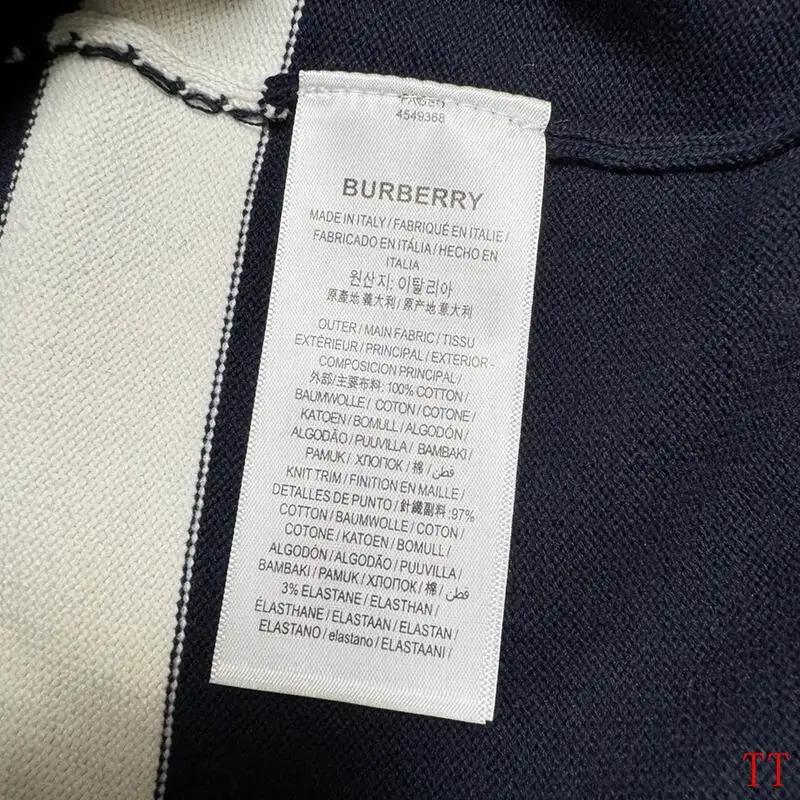 4549368
BURBERRY
MADE IN ITALY / FABRIQUÉ EN ITALIE /
FABRICADO EN ITÁLIA / HECHO EN
ITALIA
원산지: 이탈리아
原產地 義大利 / 原产地 意大利
OUTER / MAIN FABRIC / TISSU
EXTÉRIEUR / PRINCIPAL / EXTERIOR -
COMPOSICION PRINCIPAL /
外部/主要布料: 100% COTTON /
BAUMWOLLE / COTON / COTONE /
KATOEN / BOMULL / ALGODÓN /
ALGODÃO / PUUVILLA / BAMBAKI /
PAMUK / ХЛОПОК / 棉 / قطن /
KNIT TRIM / FINITION EN MAILLE /
DETALLES DE PUNTO / 針織副料: 97%
COTTON / BAUMWOLLE / COTON /
COTONE / KATOEN / BOMULL /
ALGODÓN / ALGODÃO / PUUVILLA /
BAMBAKI / PAMUK / ХЛОПОК / 棉 / قطن /
3% ELASTANE / ELASTHAN /
ÉLASTHANE / ELASTAAN / ELASTAN /
ELASTANO / elastano / ELASTAANI /
TT